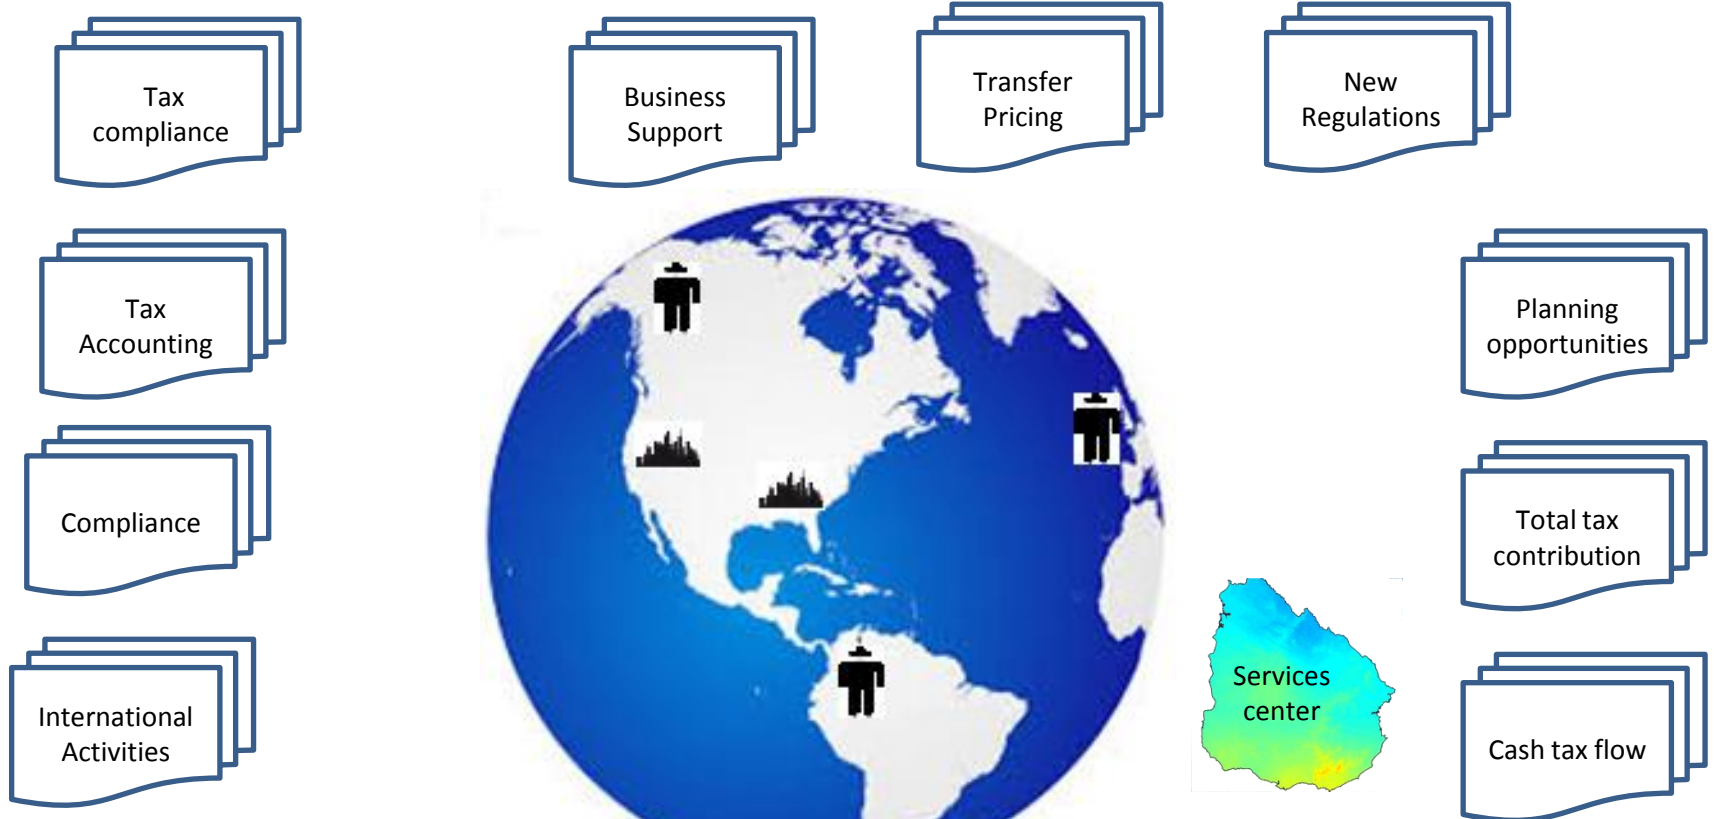 Tax
compliance
Business
Support
Transfer
Pricing
New
Regulations
Tax
Accounting
Planning
opportunities
Compliance
Total tax
contribution
Services
center
International
Activities
Cash tax flow